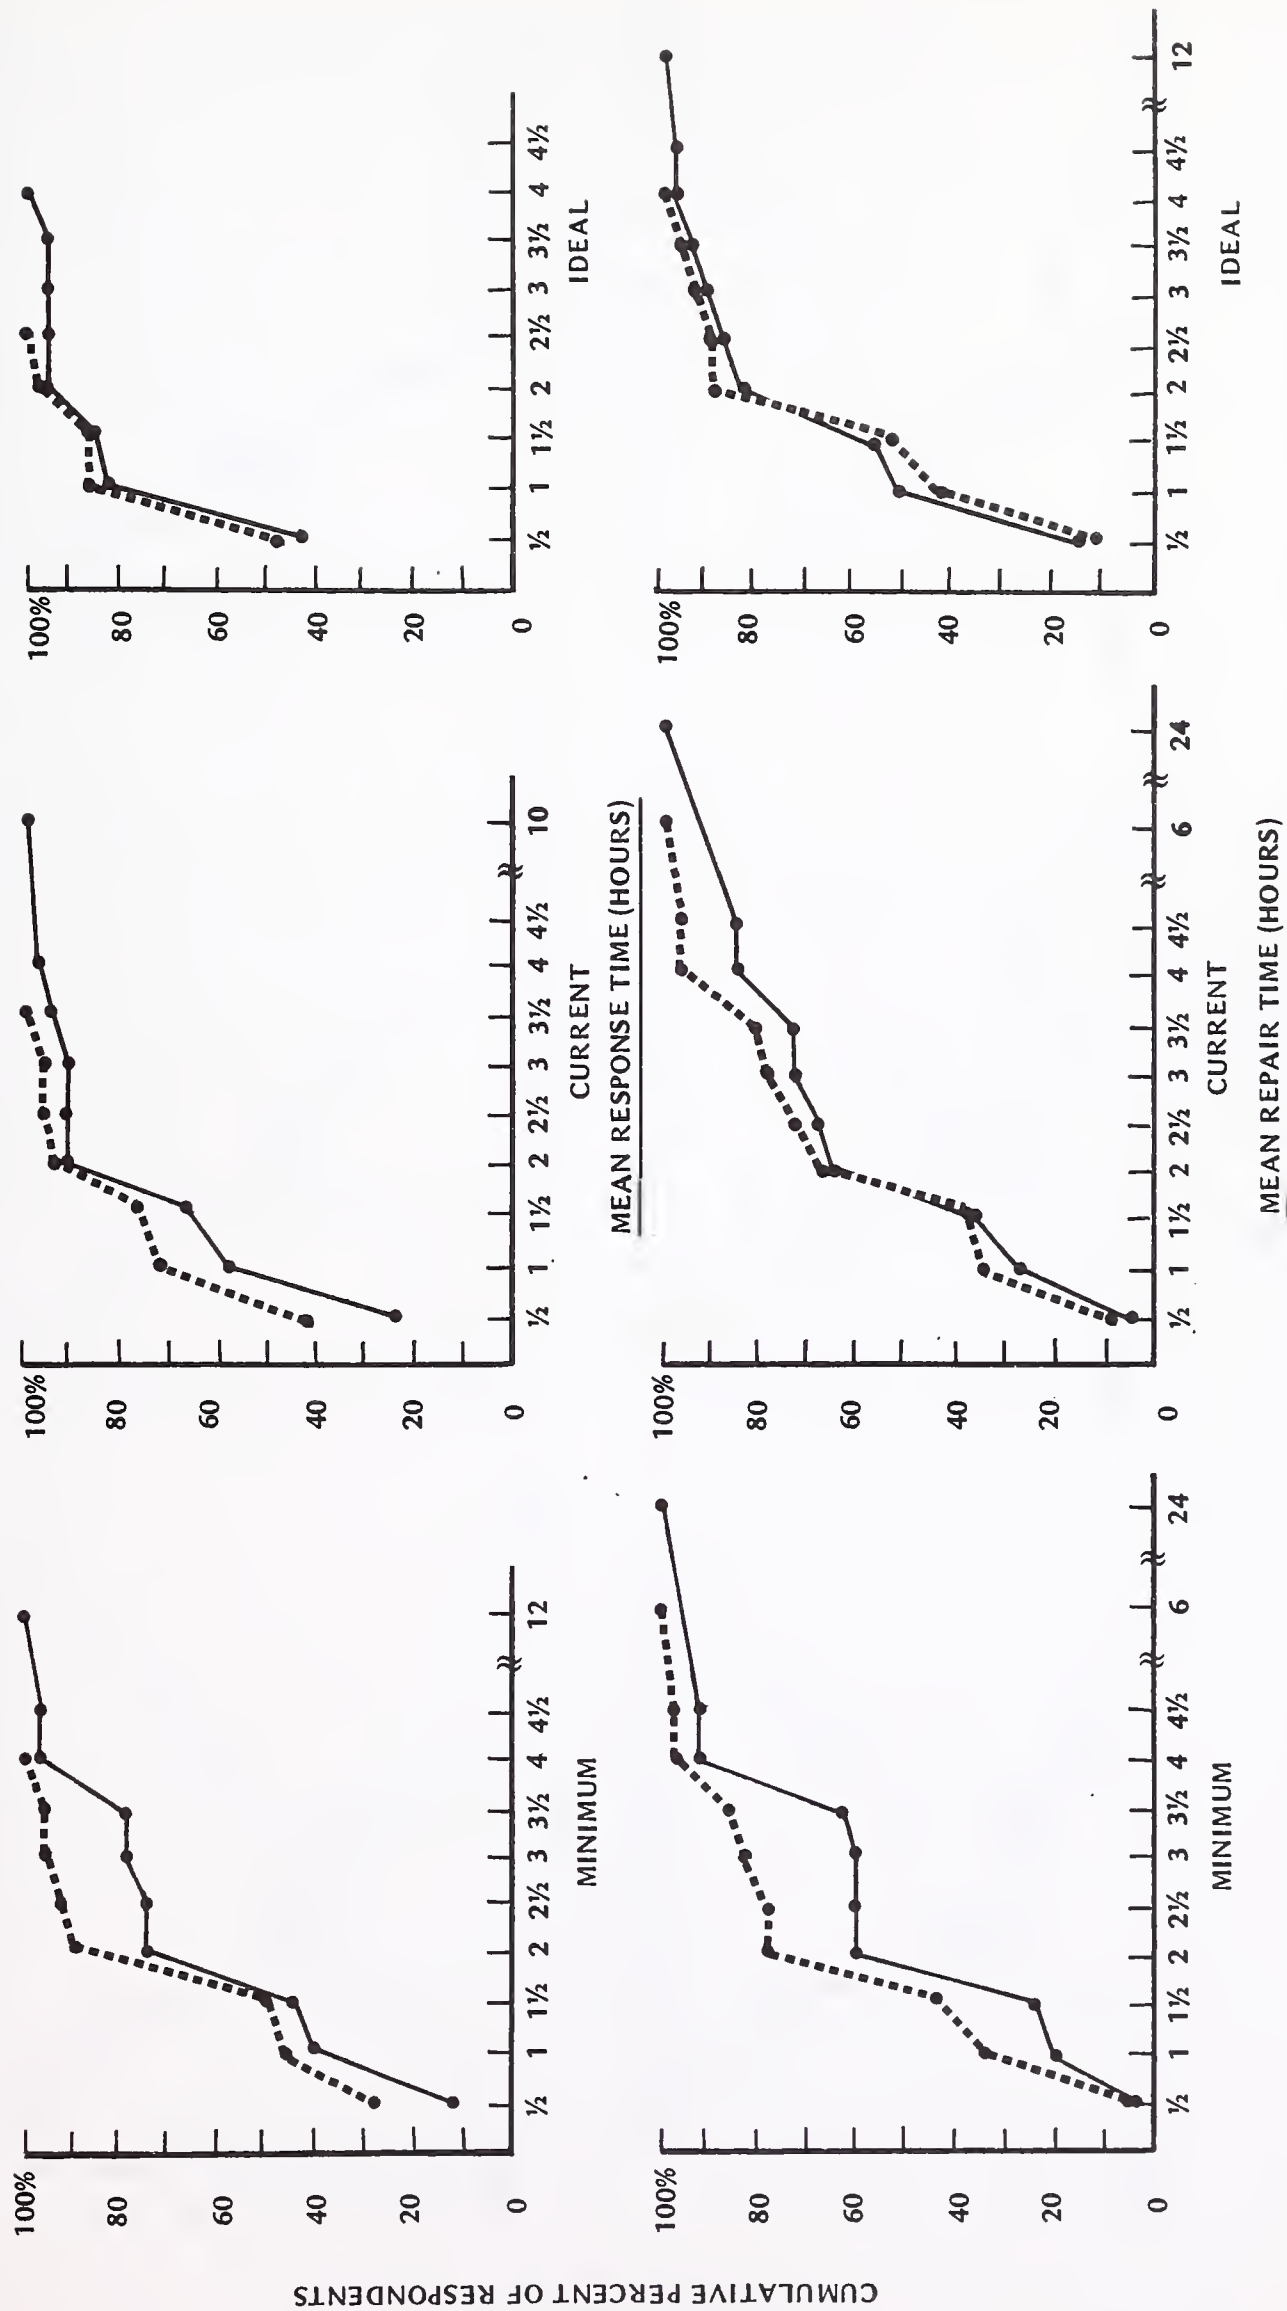 CUMULATIVE PERCENT OF RESPONDENTS
100%
80
60
40
20
0
½ 1 1½ 2 2½ 3 3½ 4 4½ 12
MINIMUM
100%
80
60
40
20
0
½ 1 1½ 2 2½ 3 3½ 4 4½ 10
CURRENT
100%
80
60
40
20
0
½ 1 1½ 2 2½ 3 3½ 4 4½
IDEAL
MEAN RESPONSE TIME (HOURS)
100%
80
60
40
20
0
½ 1 1½ 2 2½ 3 3½ 4 4½ 6 24
MINIMUM
100%
80
60
40
20
0
½ 1 1½ 2 2½ 3 3½ 4 4½ 6 24
CURRENT
100%
80
60
40
20
0
½ 1 1½ 2 2½ 3 3½ 4 4½ 12
IDEAL
MEAN REPAIR TIME (HOURS)